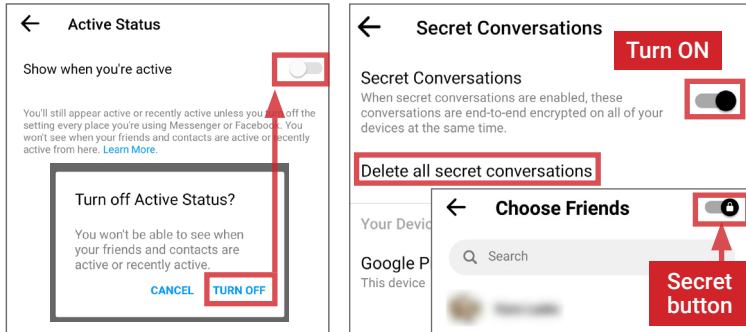 Active Status
Show when you're active
You'll still appear active or recently active unless you turn off the
setting every place you're using Messenger or Facebook. You
won't see when your friends and contacts are active or recently
active from here. Learn More.
Turn off Active Status?
You won't be able to see when
your friends and contacts are
active or recently active.
CANCEL TURN OFF
Secret Conversations
Turn ON
Secret Conversations
When secret conversations are enabled, these
conversations are end-to-end encrypted on all of your
devices at the same time.
Delete all secret conversations
Your Devic
Google P
This device
Choose Friends
Search
Secret
button